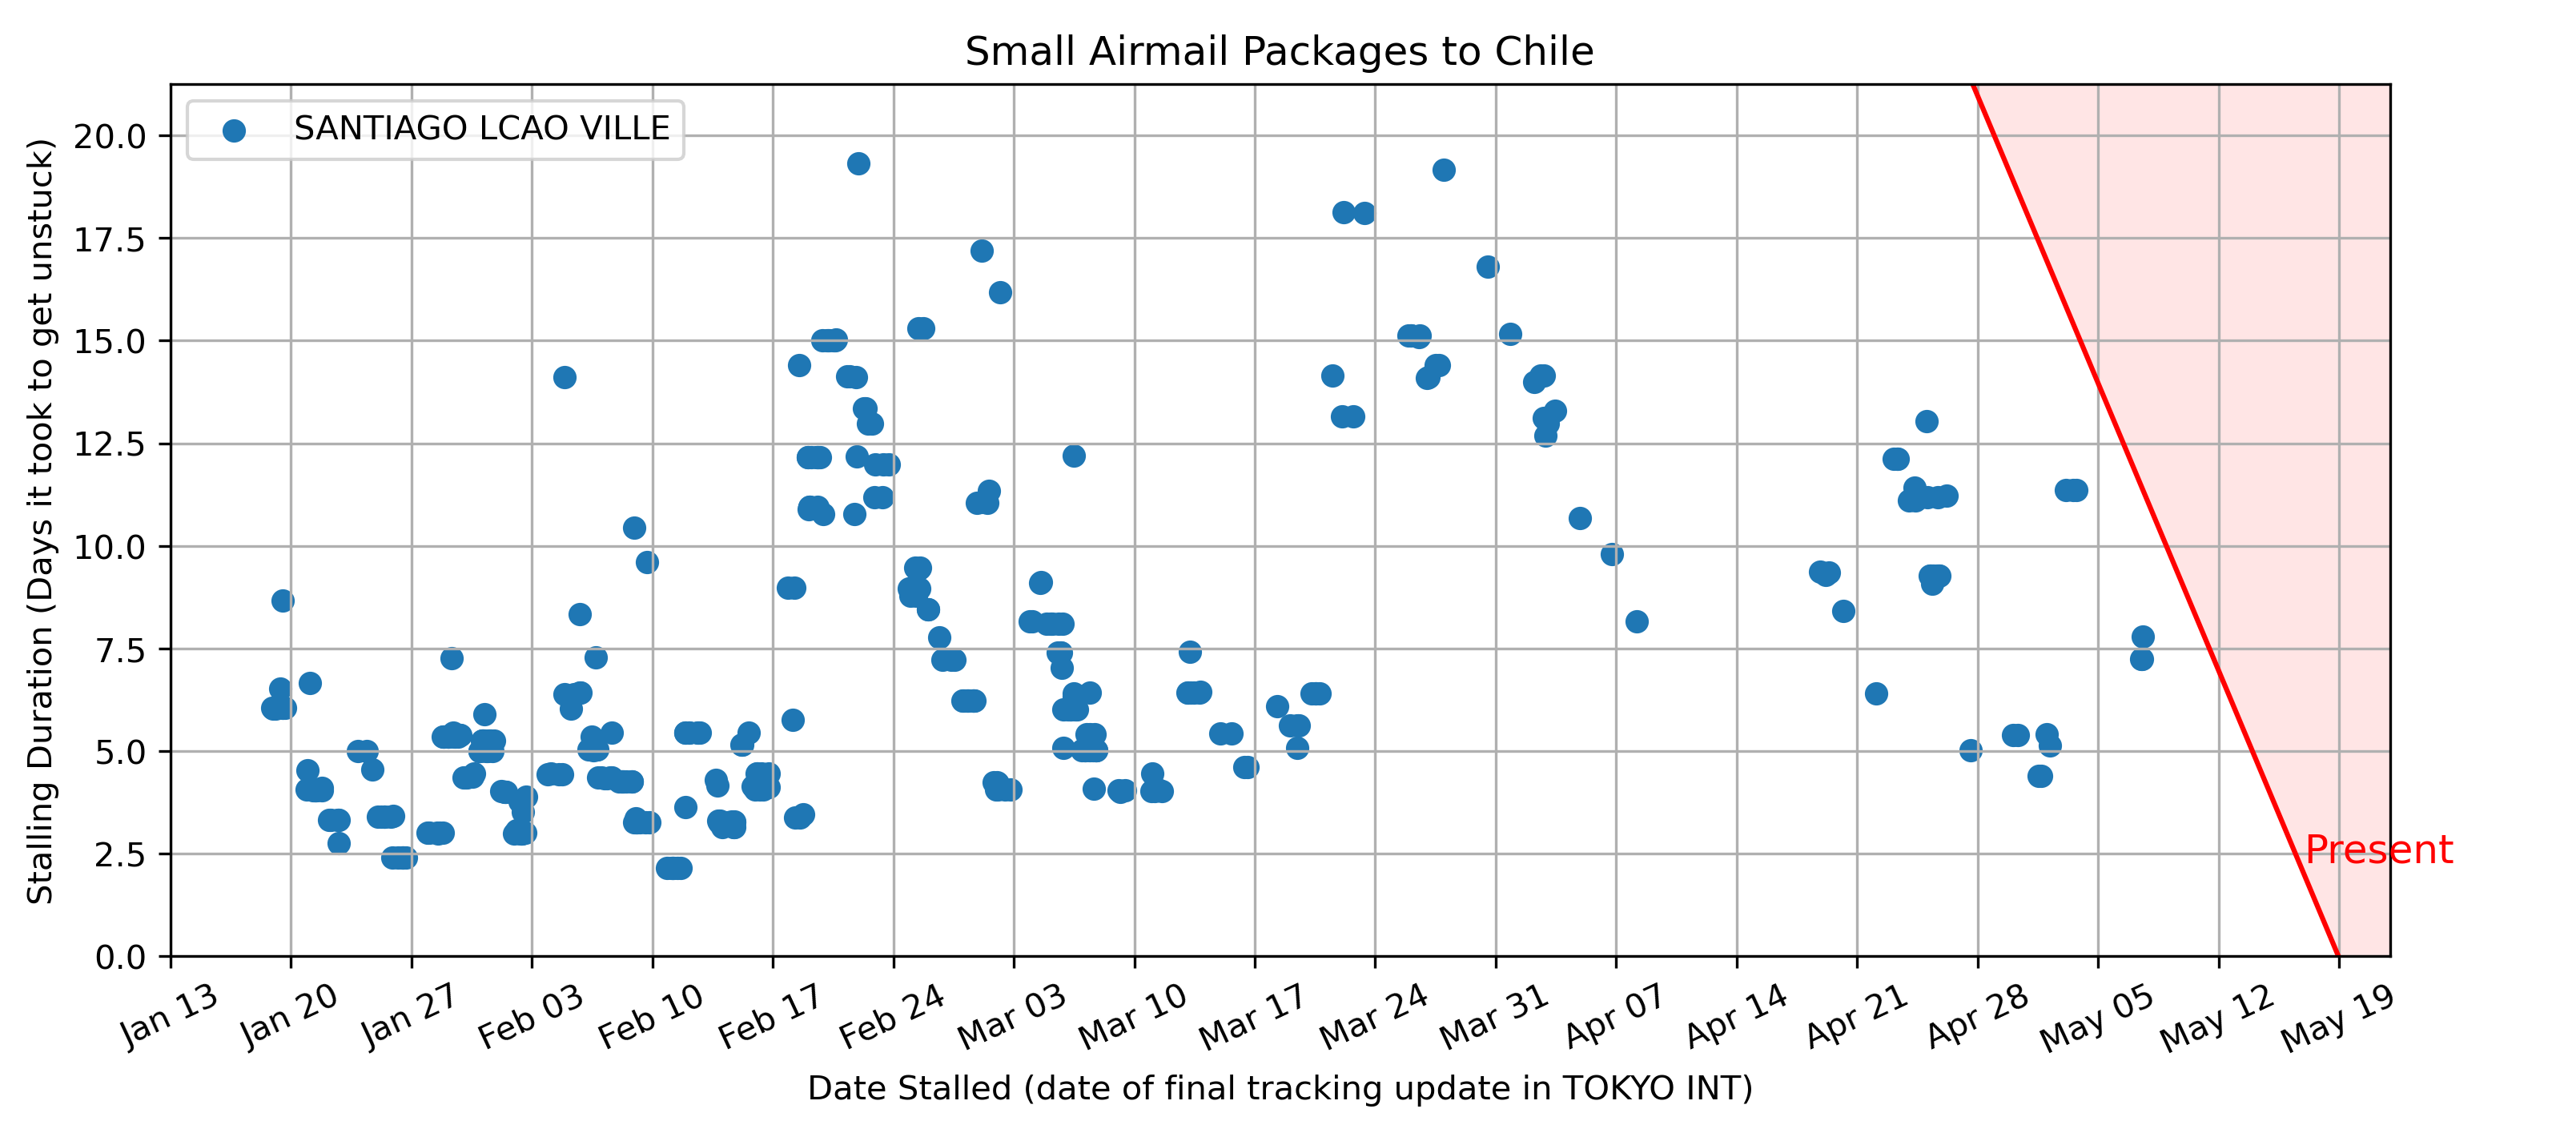 Small Airmail Packages to Chile
SANTIAGO LCAO VILLE
Stalling Duration (Days it took to get unstuck)
20.0
17.5
15.0
12.5
10.0
7.5
5.0
2.5
0.0
Present
Jan 13
Jan 20
Jan 27
Feb 03
Feb 10
Feb 17
Feb 24
Mar 03
Mar 10
Mar 17
Mar 24
Mar 31
Apr 07
Apr 14
Apr 21
Apr 28
May 05
May 12
May 19
Date Stalled (date of final tracking update in TOKYO INT)